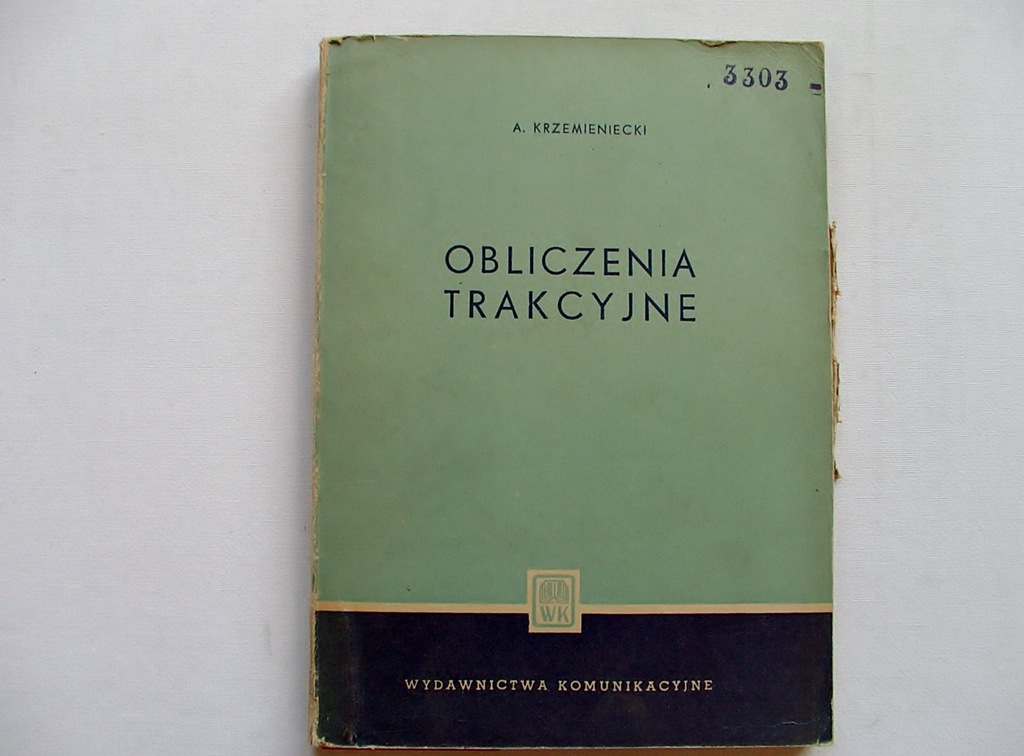 3303 -
A. KRZEMIENIECKI
OBLICZENIA
TRAKCYJNE
WK
WYDAWNICTWA KOMUNIKACYJNE